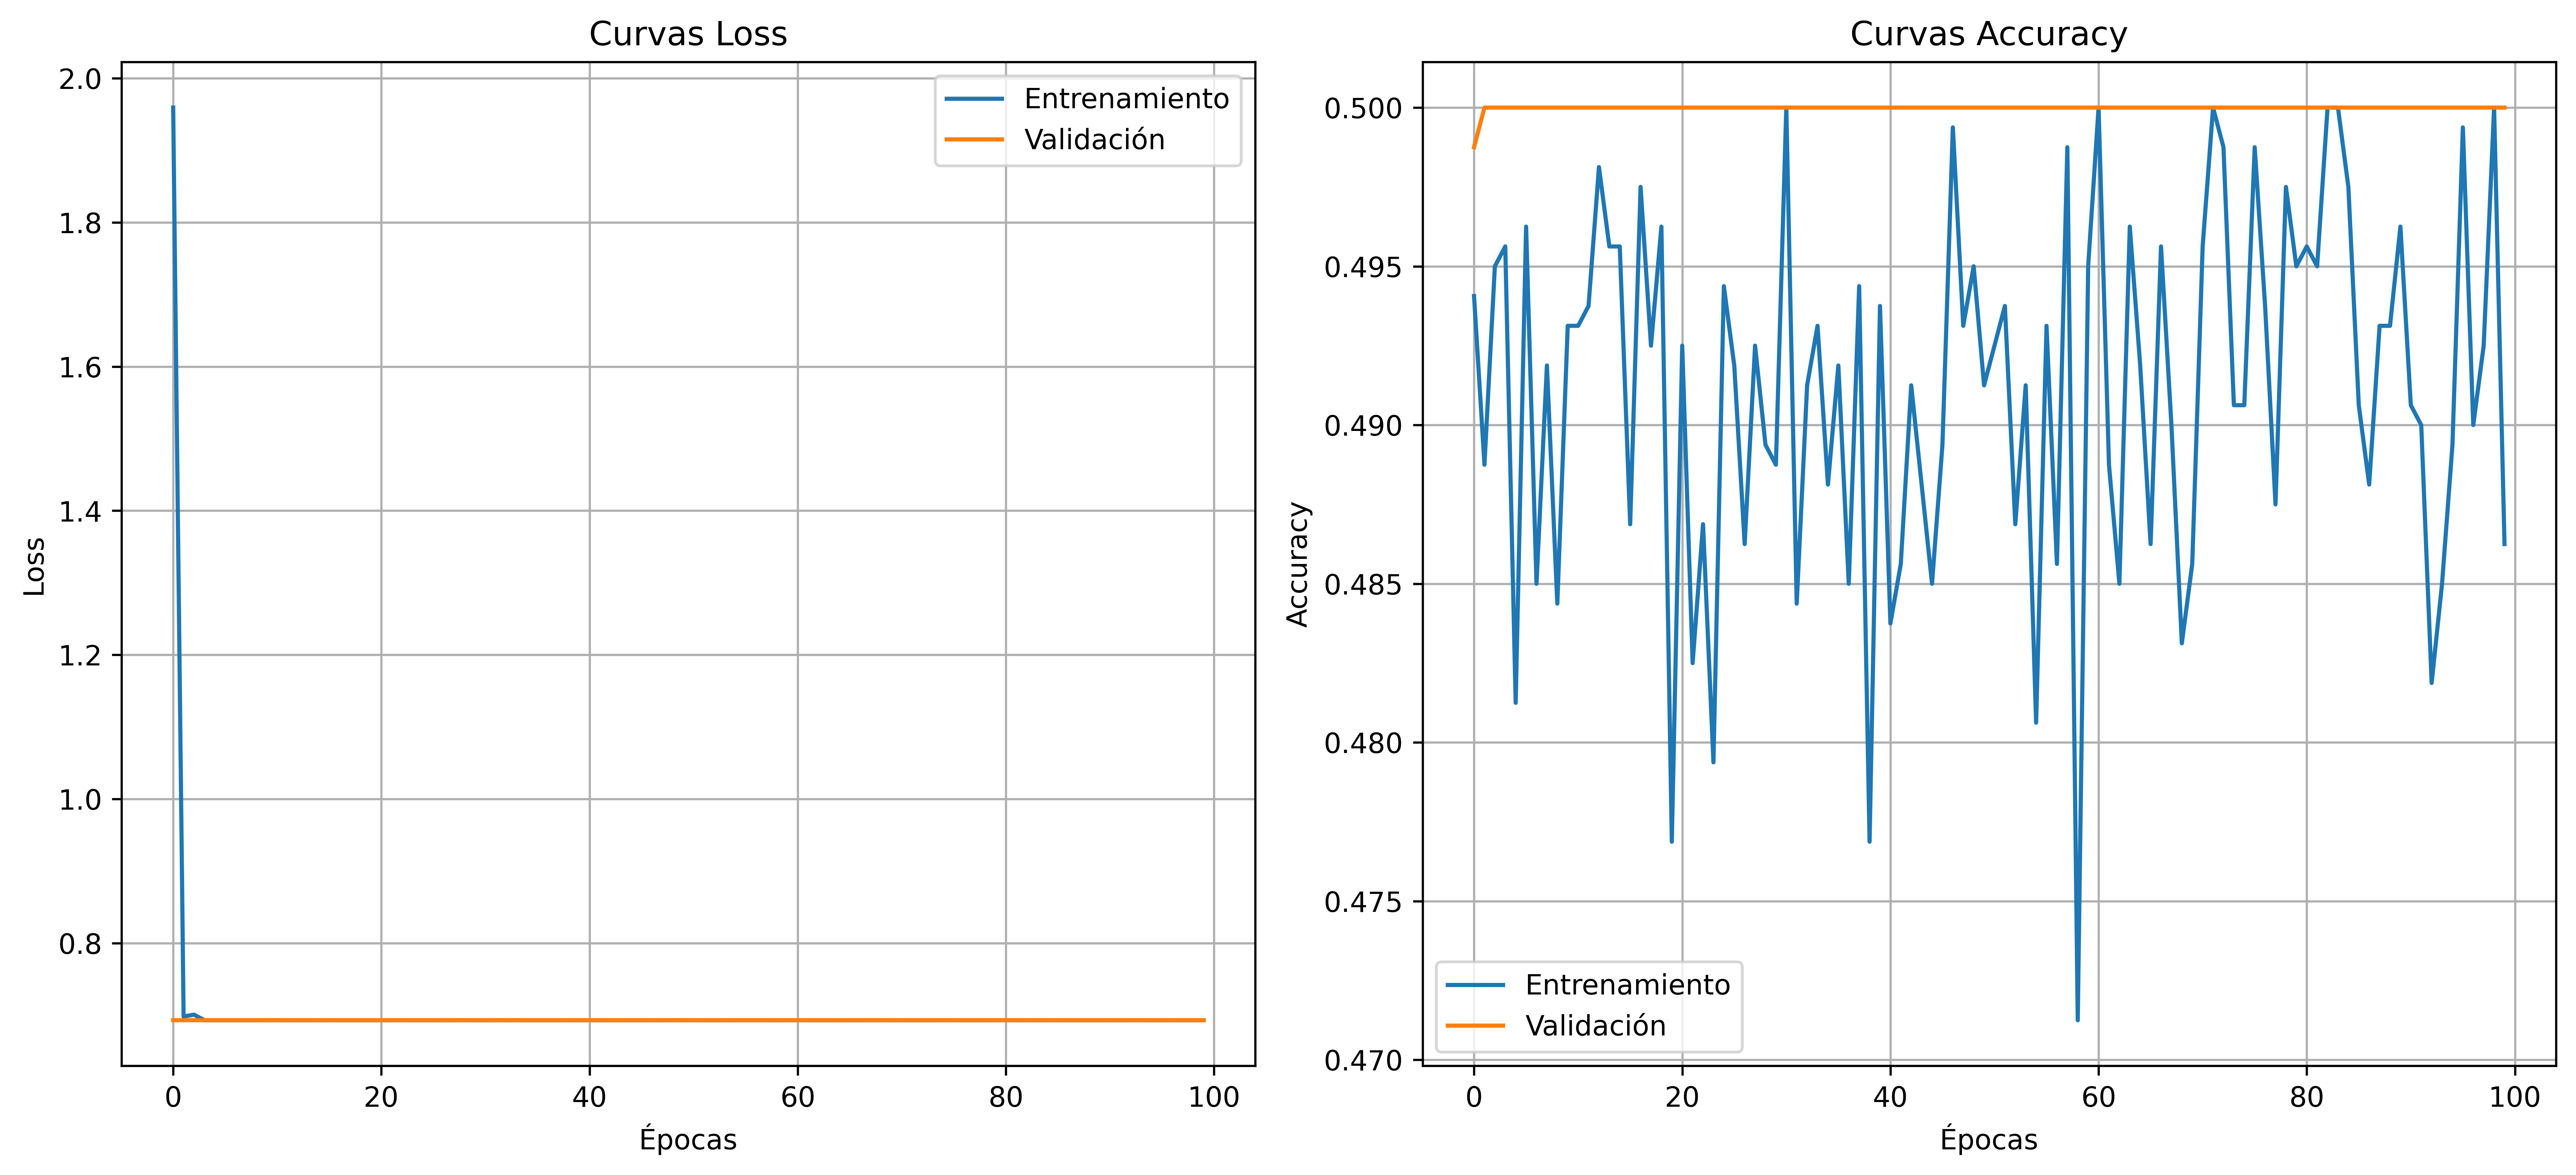 Curvas Loss
2.0
1.8
1.6
1.4
1.2
1.0
0.8
Loss
Entrenamiento
Validación
0 20 40 60 80 100
Épocas
Curvas Accuracy
0.500
0.495
0.490
0.485
0.480
0.475
0.470
Accuracy
Entrenamiento
Validación
0 20 40 60 80 100
Épocas